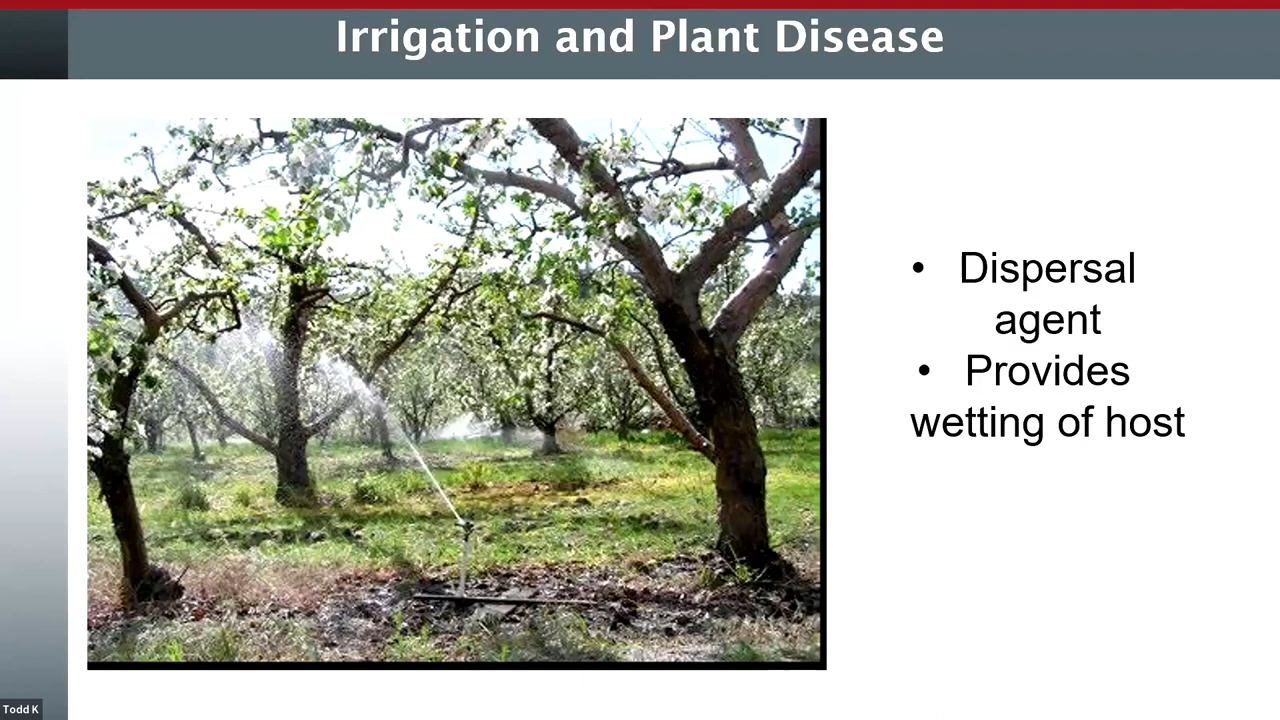 Irrigation and Plant Disease
• Dispersal
agent
• Provides
wetting of host
Todd K